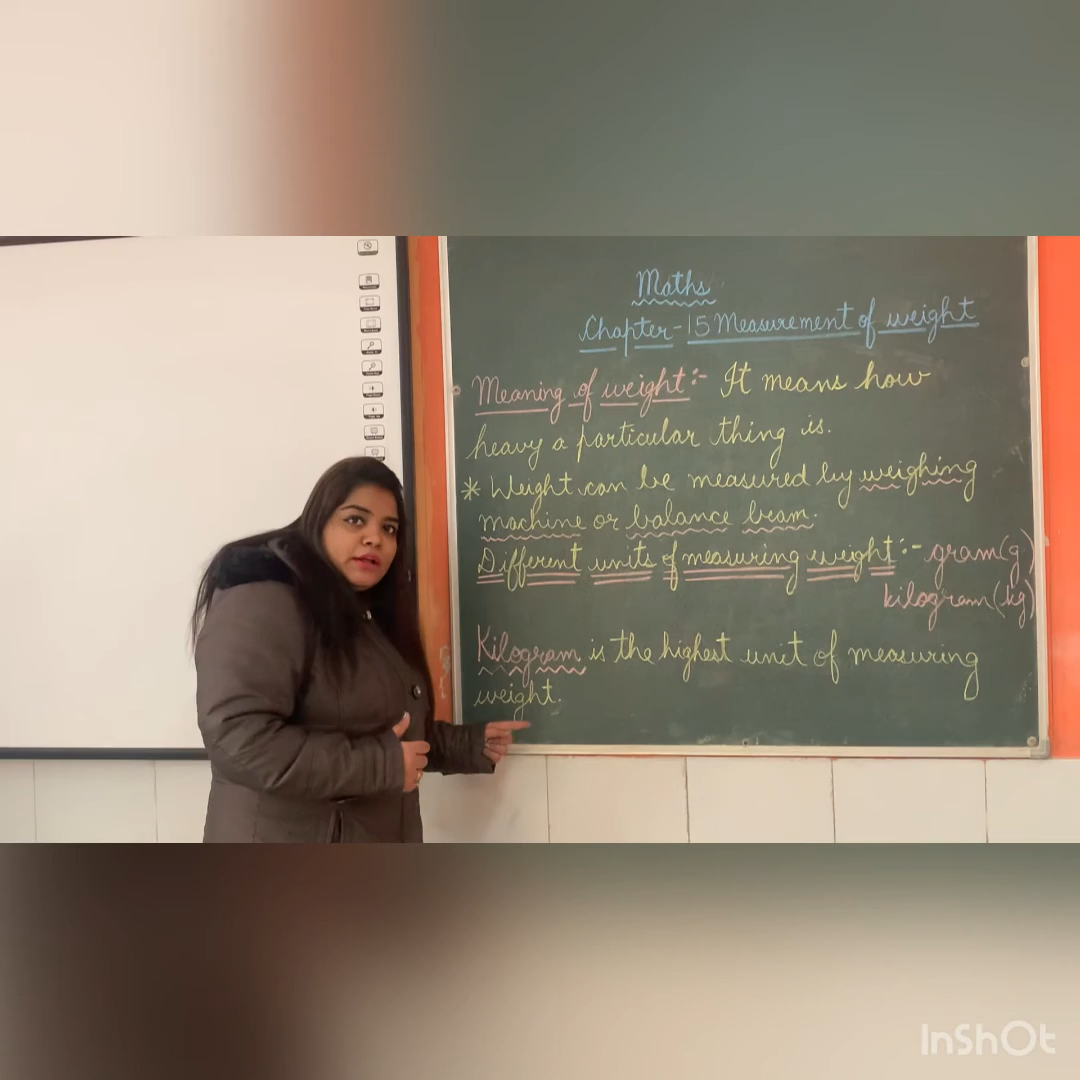 Maths
Chapter-15 Measurement of weight
Meaning of weight:- It means how
heavy a particular thing is.
* Weight can be measured by weighing
machine or balance beam.
Different units of measuring weight:- gram(g)
kilogram(kg)
Kilogram is the highest unit of measuring
weight.
InShOt